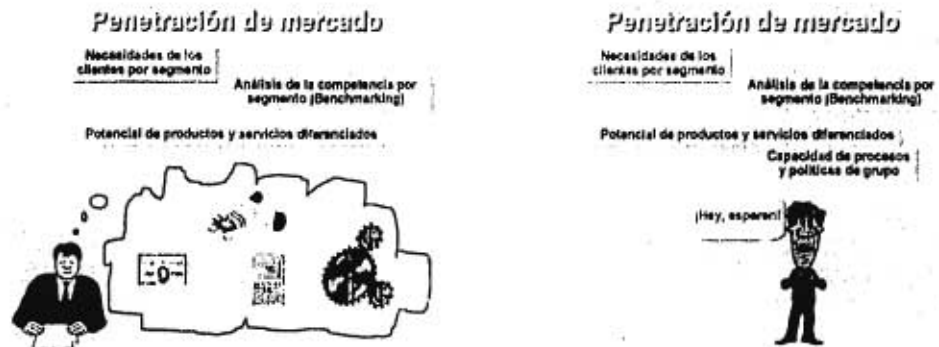 Penetración de mercado
Necesidades de los
clientes por segmento
Análisis de la competencia por
segmento (Benchmarking)
Potencial de productos y servicios diferenciados
0
Penetración de mercado
Necesidades de los
clientes por segmento
Análisis de la competencia por
segmento (Benchmarking)
Potencial de productos y servicios diferenciados
Capacidad de procesos
y políticas de grupo
¡Hey, esperen!